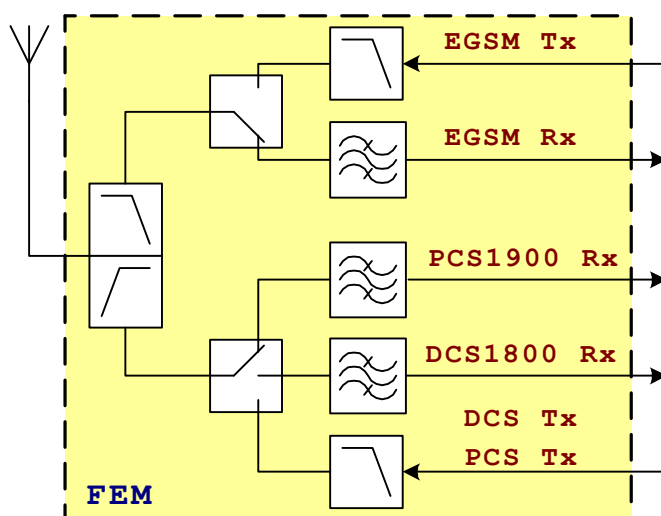 EGSM Tx
EGSM Rx
PCS1900 Rx
DCS1800 Rx
DCS Tx
PCS Tx
FEM